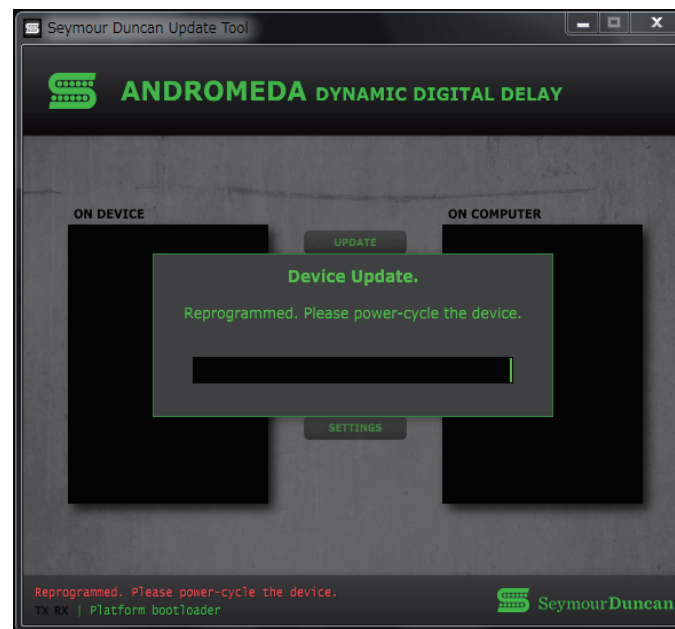 Seymour Duncan Update Tool
ANDROMEDA DYNAMIC DIGITAL DELAY
ON DEVICE
ON COMPUTER
UPDATE
Device Update.
Reprogrammed. Please power-cycle the device.
SETTINGS
Reprogrammed. Please power-cycle the device.
TX RX | Platform bootloader
SeymourDuncan